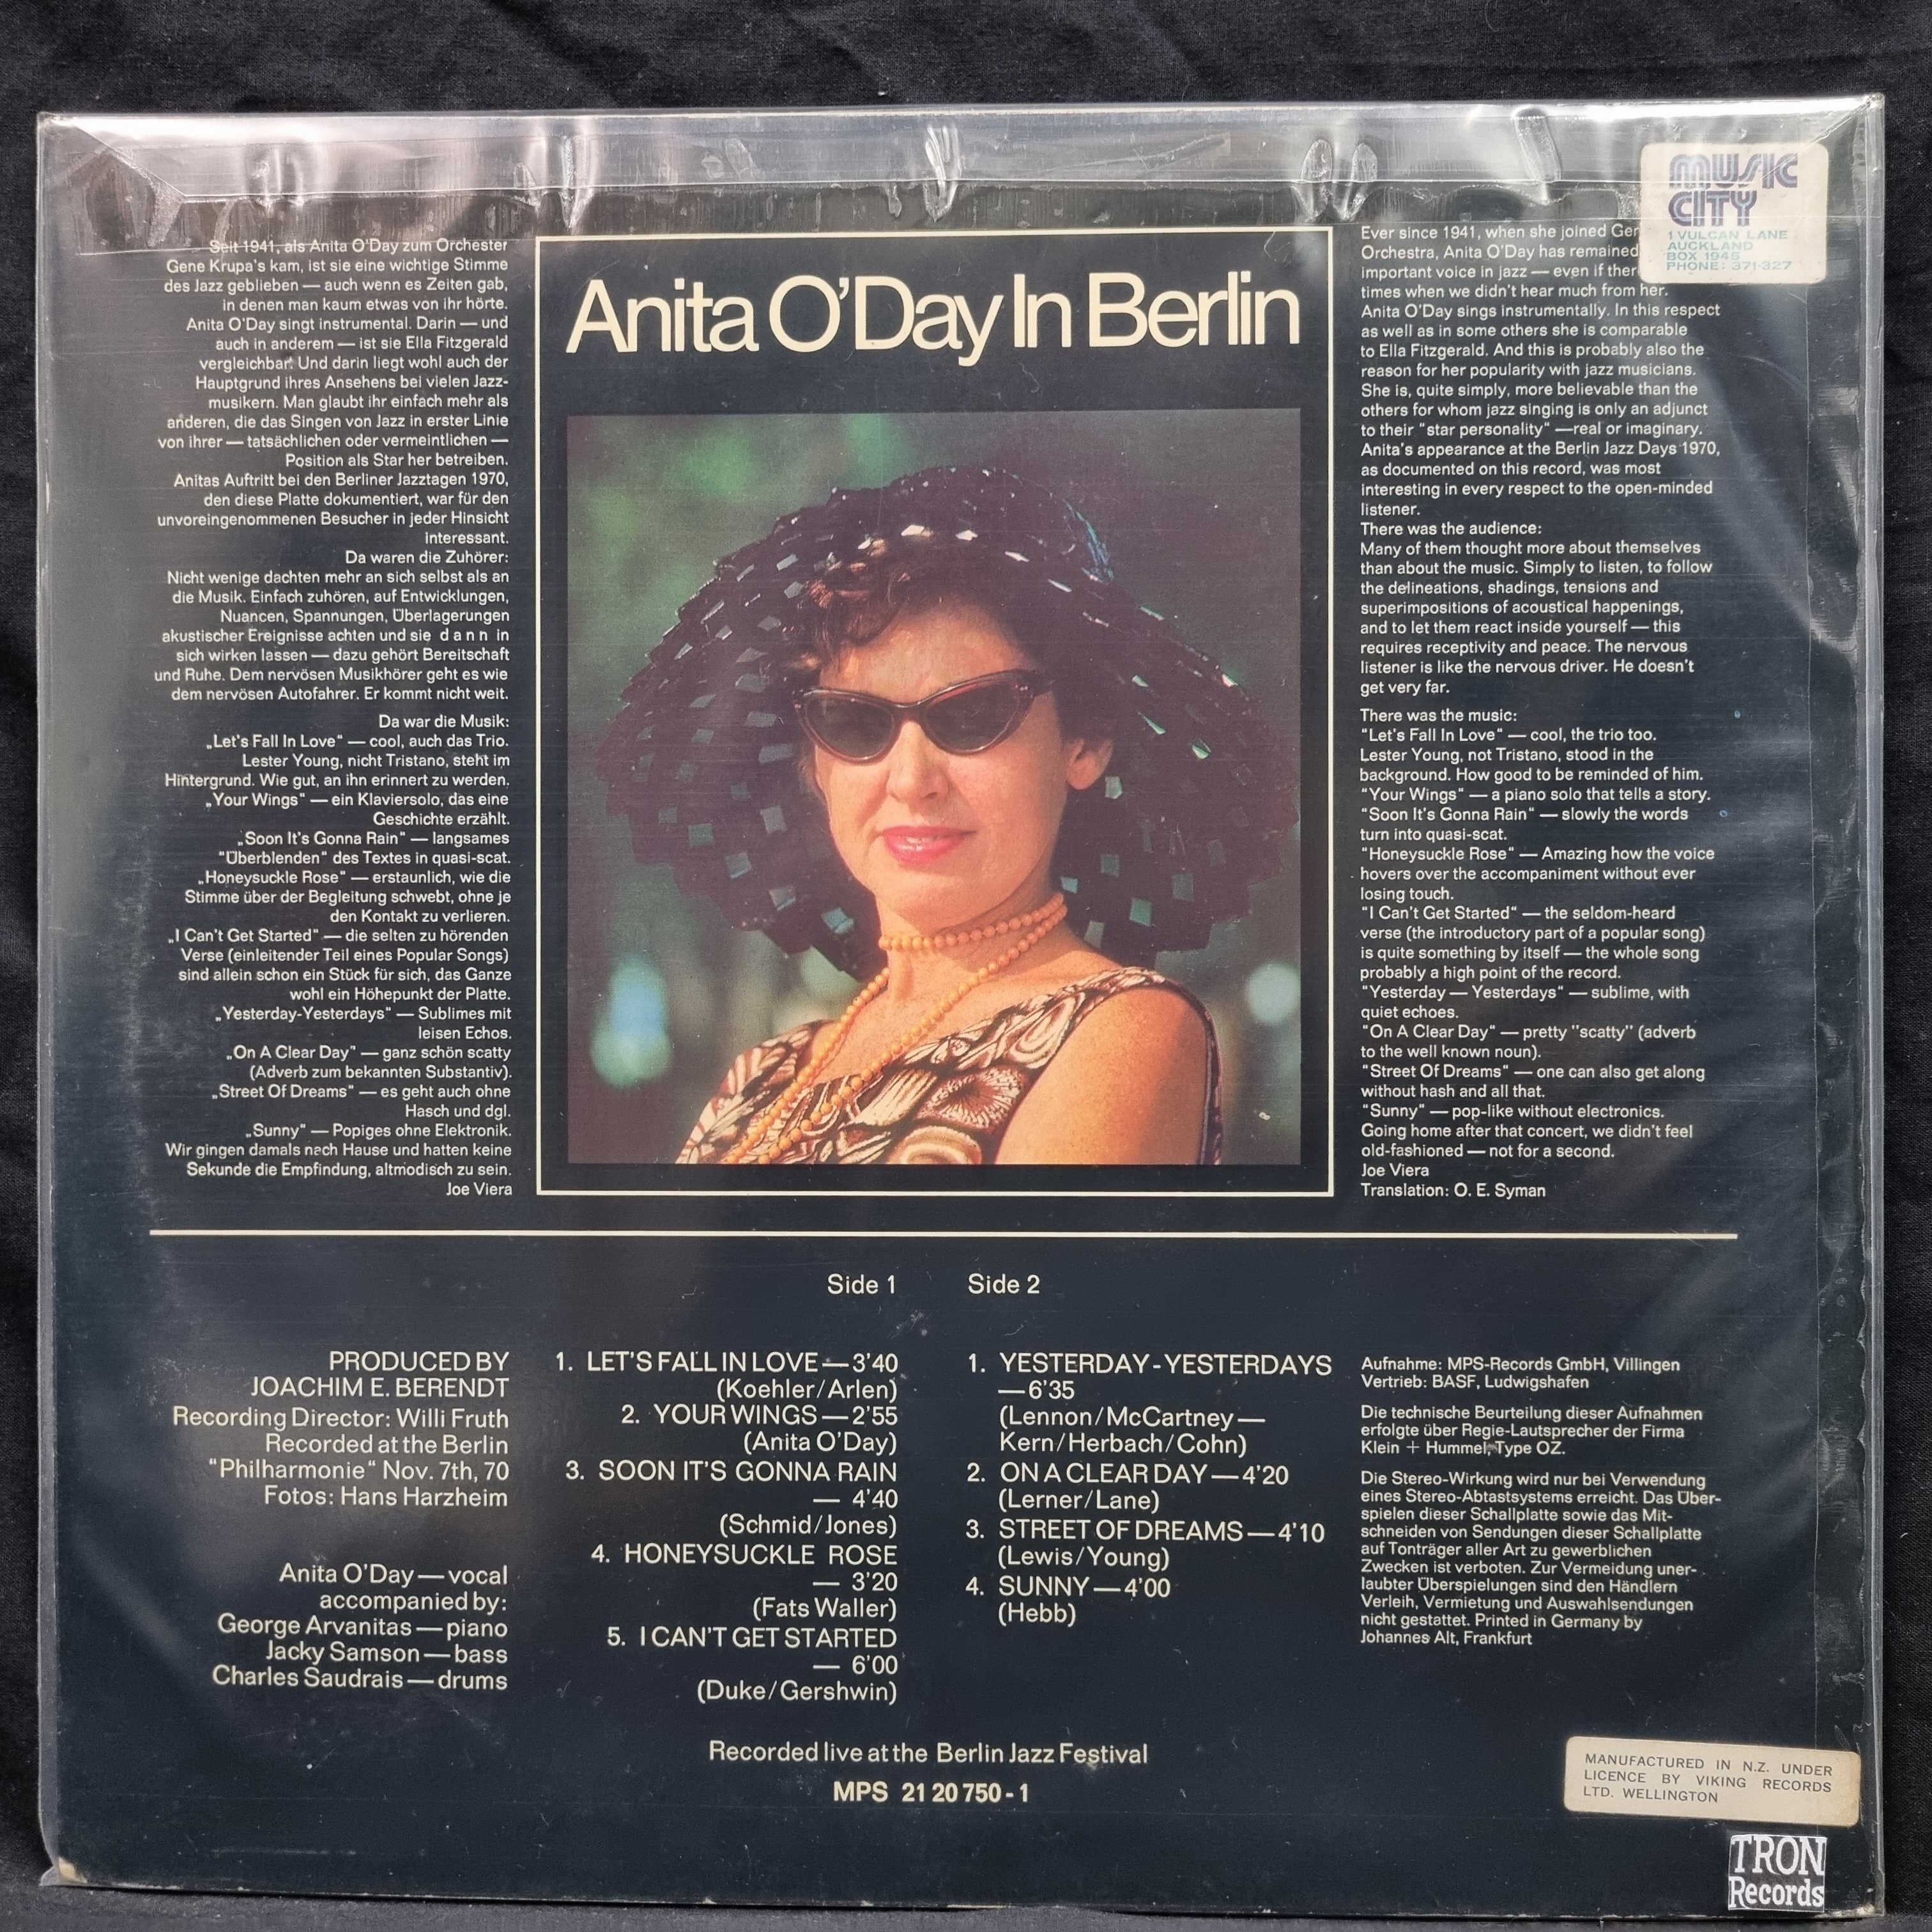 MUSIC
CITY
1 VULCAN LANE
AUCKLAND
BOX 1945
PHONE: 371-327
Seit 1941, als Anita O'Day zum Orchester
Gene Krupa's kam, ist sie eine wichtige Stimme
des Jazz geblieben — auch wenn es Zeiten gab,
in denen man kaum etwas von ihr hörte.
Anita O'Day singt instrumental. Darin — und
auch in anderem — ist sie Ella Fitzgerald
vergleichbar. Und darin liegt wohl auch der
Hauptgrund ihres Ansehens bei vielen Jazz-
musikern. Man glaubt ihr einfach mehr als
anderen, die das Singen von Jazz in erster Linie
von ihrer — tatsächlichen oder vermeintlichen —
Position als Star her betreiben.
Anitas Auftritt bei den Berliner Jazztagen 1970,
den diese Platte dokumentiert, war für den
unvoreingenommenen Besucher in jeder Hinsicht
interessant.
Da waren die Zuhörer:
Nicht wenige dachten mehr an sich selbst als an
die Musik. Einfach zuhören, auf Entwicklungen,
Nuancen, Spannungen, Überlagerungen
akustischer Ereignisse achten und sie d a n n in
sich wirken lassen — dazu gehört Bereitschaft
und Ruhe. Dem nervösen Musikhörer geht es wie
dem nervösen Autofahrer. Er kommt nicht weit.
Da war die Musik:
„Let's Fall In Love“ — cool, auch das Trio.
Lester Young, nicht Tristano, steht im
Hintergrund. Wie gut, an ihn erinnert zu werden.
„Your Wings“ — ein Klaviersolo, das eine
Geschichte erzählt.
„Soon It's Gonna Rain“ — langsames
"Überblenden“ des Textes in quasi-scat.
„Honeysuckle Rose“ — erstaunlich, wie die
Stimme über der Begleitung schwebt, ohne je
den Kontakt zu verlieren.
„I Can't Get Started“ — die selten zu hörenden
Verse (einleitender Teil eines Popular Songs)
sind allein schon ein Stück für sich, das Ganze
wohl ein Höhepunkt der Platte.
„Yesterday-Yesterdays“ — Sublimes mit
leisen Echos.
„On A Clear Day“ — ganz schön scatty
(Adverb zum bekannten Substantiv).
„Street Of Dreams“ — es geht auch ohne
Hasch und dgl.
„Sunny“ — Popiges ohne Elektronik.
Wir gingen damals nach Hause und hatten keine
Sekunde die Empfindung, altmodisch zu sein.
Joe Viera
Anita O'Day In Berlin
Ever since 1941, when she joined
Orchestra, Anita O'Day has remained
important voice in jazz — even if
times when we didn't hear much from her.
Anita O'Day sings instrumentally. In this respect
as well as in some others she is comparable
to Ella Fitzgerald. And this is probably also the
reason for her popularity with jazz musicians.
She is, quite simply, more believable than the
others for whom jazz singing is only an adjunct
to their "star personality“ —real or imaginary.
Anita's appearance at the Berlin Jazz Days 1970,
as documented on this record, was most
interesting in every respect to the open-minded
listener.
There was the audience:
Many of them thought more about themselves
than about the music. Simply to listen, to follow
the delineations, shadings, tensions and
superimpositions of acoustical happenings,
and to let them react inside yourself — this
requires receptivity and peace. The nervous
listener is like the nervous driver. He doesn't
get very far.
There was the music:
"Let's Fall In Love“ — cool, the trio too.
Lester Young, not Tristano, stood in the
background. How good to be reminded of him.
"Your Wings“ — a piano solo that tells a story.
"Soon It's Gonna Rain“ — slowly the words
turn into quasi-scat.
"Honeysuckle Rose“ — Amazing how the voice
hovers over the accompaniment without ever
losing touch.
"I Can't Get Started“ — the seldom-heard
verse (the introductory part of a popular song)
is quite something by itself — the whole song
probably a high point of the record.
"Yesterday — Yesterdays“ — sublime, with
quiet echoes.
"On A Clear Day“ — pretty "scatty" (adverb
to the well known noun).
"Street Of Dreams“ — one can also get along
without hash and all that.
"Sunny“ — pop-like without electronics.
Going home after that concert, we didn't feel
old-fashioned — not for a second.
Joe Viera
Translation: O. E. Syman
PRODUCED BY
JOACHIM E. BERENDT
Recording Director: Willi Fruth
Recorded at the Berlin
"Philharmonie“ Nov. 7th, 70
Fotos: Hans Harzheim
Anita O'Day — vocal
accompanied by:
George Arvanitas — piano
Jacky Samson — bass
Charles Saudrais — drums
Side 1
1. LET'S FALL IN LOVE — 3'40
(Koehler/Arlen)
2. YOUR WINGS — 2'55
(Anita O'Day)
3. SOON IT'S GONNA RAIN
— 4'40
(Schmid/Jones)
4. HONEYSUCKLE ROSE
— 3'20
(Fats Waller)
5. I CAN'T GET STARTED
— 6'00
(Duke/Gershwin)
Side 2
1. YESTERDAY - YESTERDAYS
— 6'35
(Lennon/McCartney —
Kern/Herbach/Cohn)
2. ON A CLEAR DAY — 4'20
(Lerner/Lane)
3. STREET OF DREAMS — 4'10
(Lewis/Young)
4. SUNNY — 4'00
(Hebb)
Aufnahme: MPS-Records GmbH, Villingen
Vertrieb: BASF, Ludwigshafen
Die technische Beurteilung dieser Aufnahmen
erfolgte über Regie-Lautsprecher der Firma
Klein + Hummel, Type OZ.
Die Stereo-Wirkung wird nur bei Verwendung
eines Stereo-Abtastsystems erreicht. Das Über-
spielen dieser Schallplatte sowie das Mit-
schneiden von Sendungen dieser Schallplatte
auf Tonträger aller Art zu gewerblichen
Zwecken ist verboten. Zur Vermeidung uner-
laubter Überspielungen sind den Händlern
Verleih, Vermietung und Auswahlsendungen
nicht gestattet. Printed in Germany by
Johannes Alt, Frankfurt
Recorded live at the Berlin Jazz Festival
MPS 21 20 750 - 1
MANUFACTURED IN N.Z. UNDER
LICENCE BY VIKING RECORDS
LTD. WELLINGTON
TRON
Records